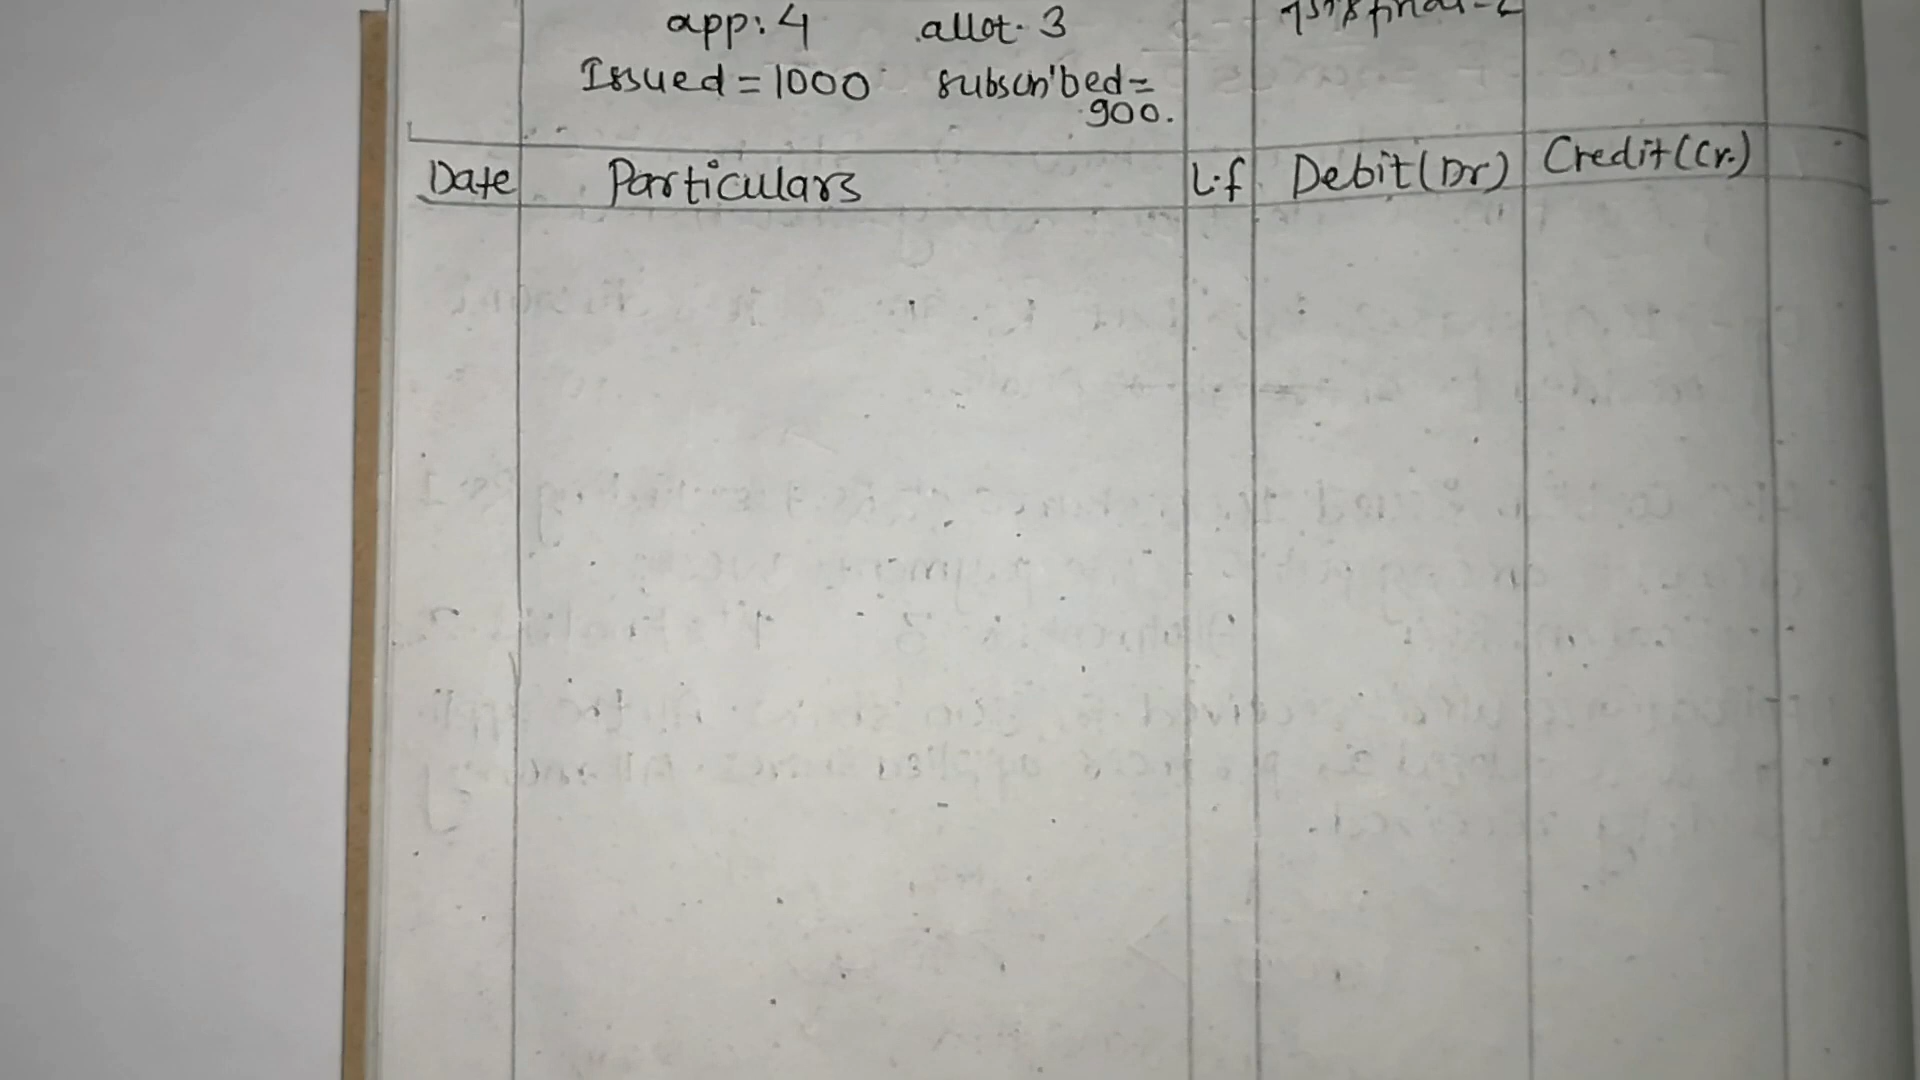 app: 4 allot. 3
Issued = 1000 subscribed = 900.
Date Particulars L.f Debit (Dr) Credit (Cr.)